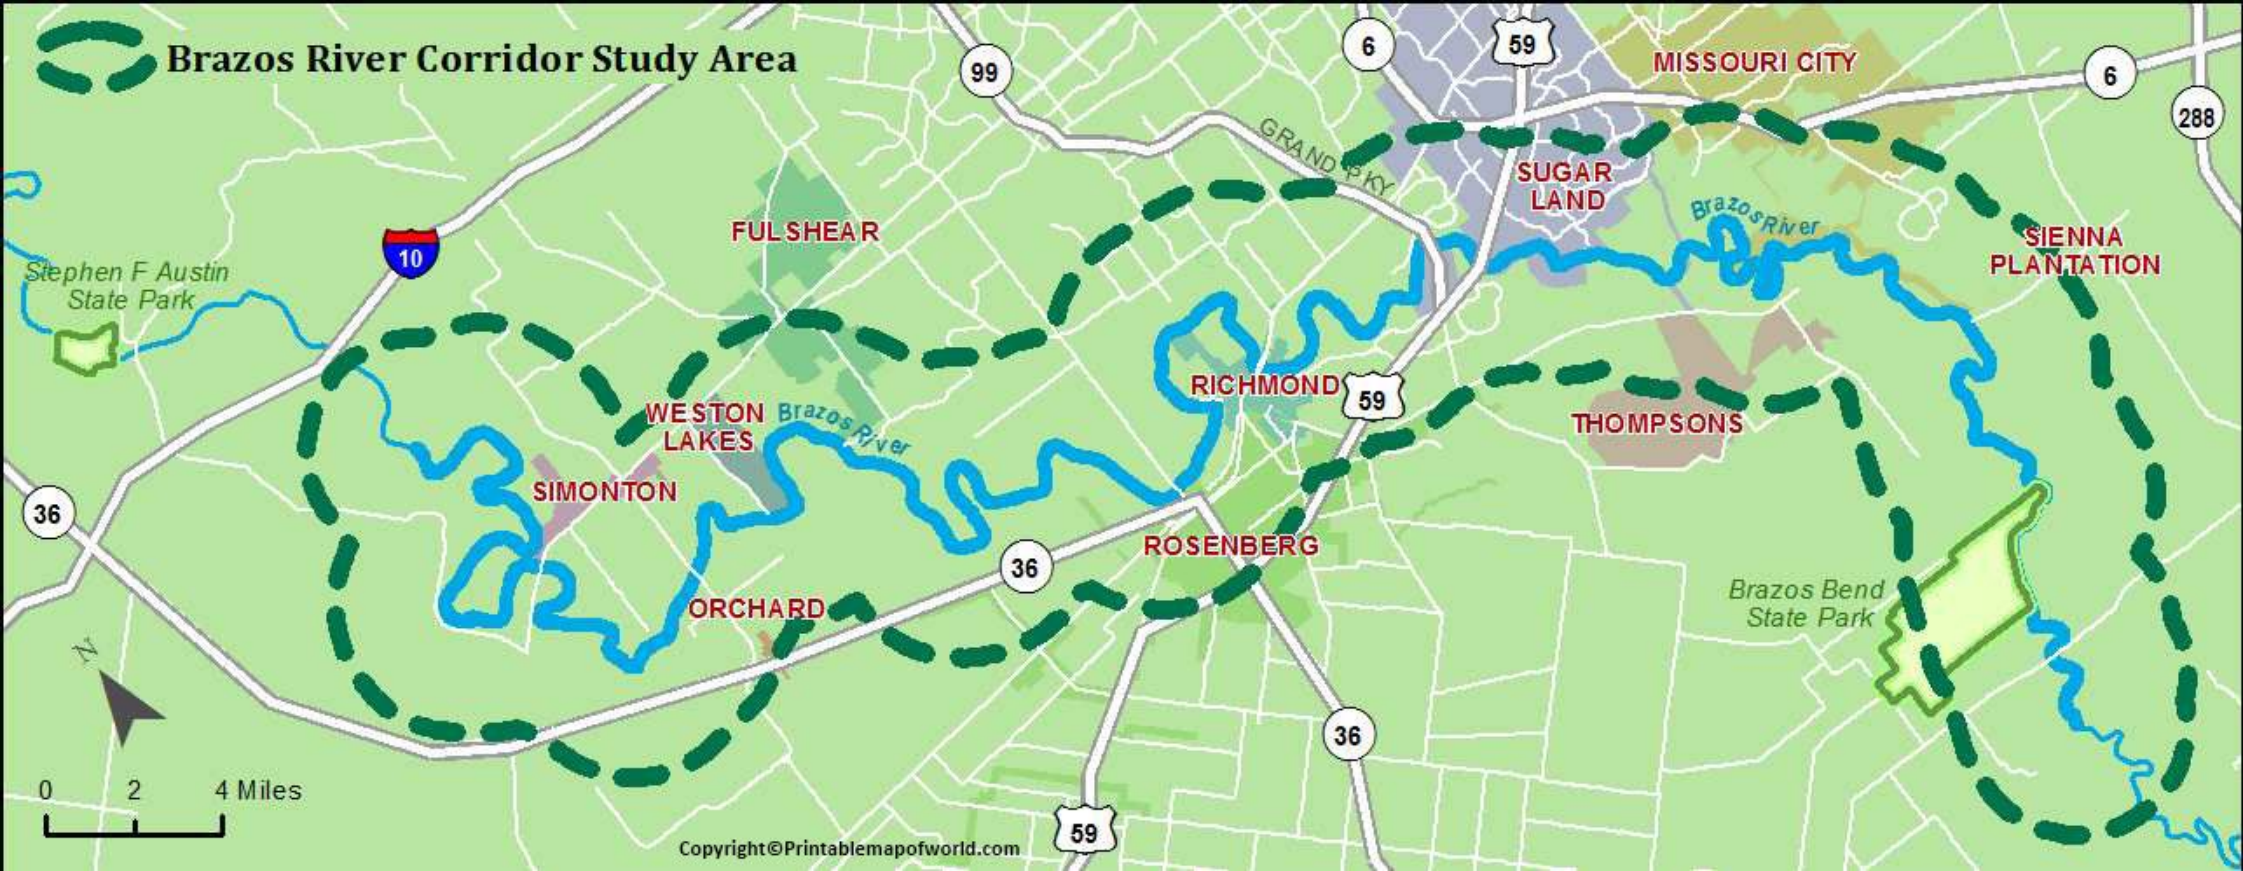 Brazos River Corridor Study Area
6
59
MISSOURI CITY
99
6
288
GRAND PKY
SUGAR
LAND
Brazos River
FULSHEAR
SIENNA
PLANTATION
10
Stephen F Austin
State Park
RICHMOND
59
WESTON
LAKES
Brazos River
THOMPSONS
SIMONTON
36
ROSENBERG
36
ORCHARD
Brazos Bend
State Park
N
36
0 2 4 Miles
59
Copyright©Printablemapofworld.com